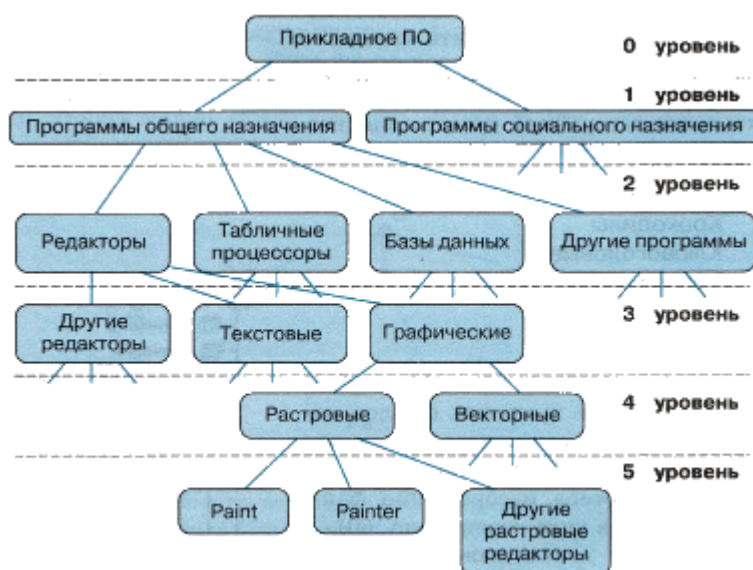 Прикладное ПО
0 уровень
1 уровень
Программы общего назначения
Программы социального назначения
2 уровень
Редакторы
Табличные
процессоры
Базы данных
Другие программы
3 уровень
Другие
редакторы
Текстовые
Графические
4 уровень
Растровые
Векторные
5 уровень
Paint
Painter
Другие
растровые
редакторы